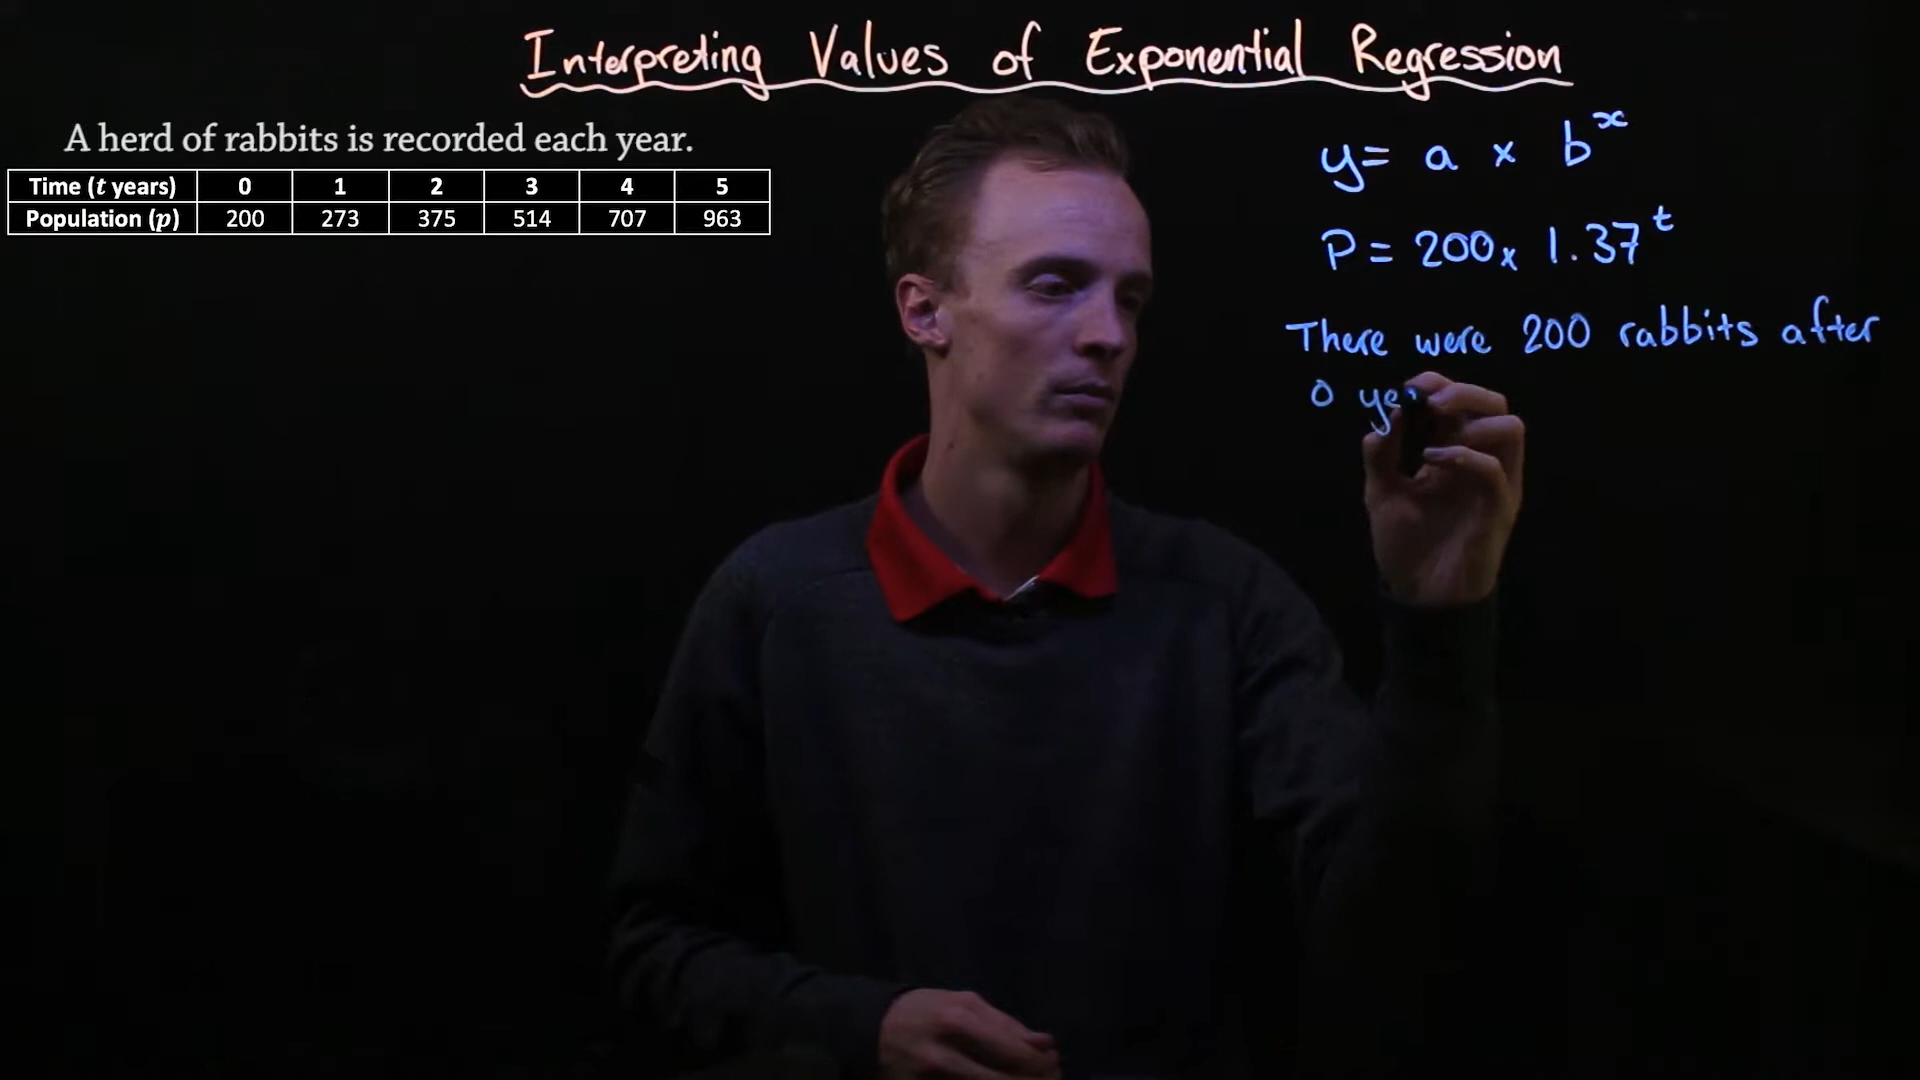 Interpreting Values of Exponential Regression
A herd of rabbits is recorded each year.
Time (t years) 0 1 2 3 4 5
Population (p) 200 273 375 514 707 963
y = a × b^x
P = 200 × 1.37^t
There were 200 rabbits after
0